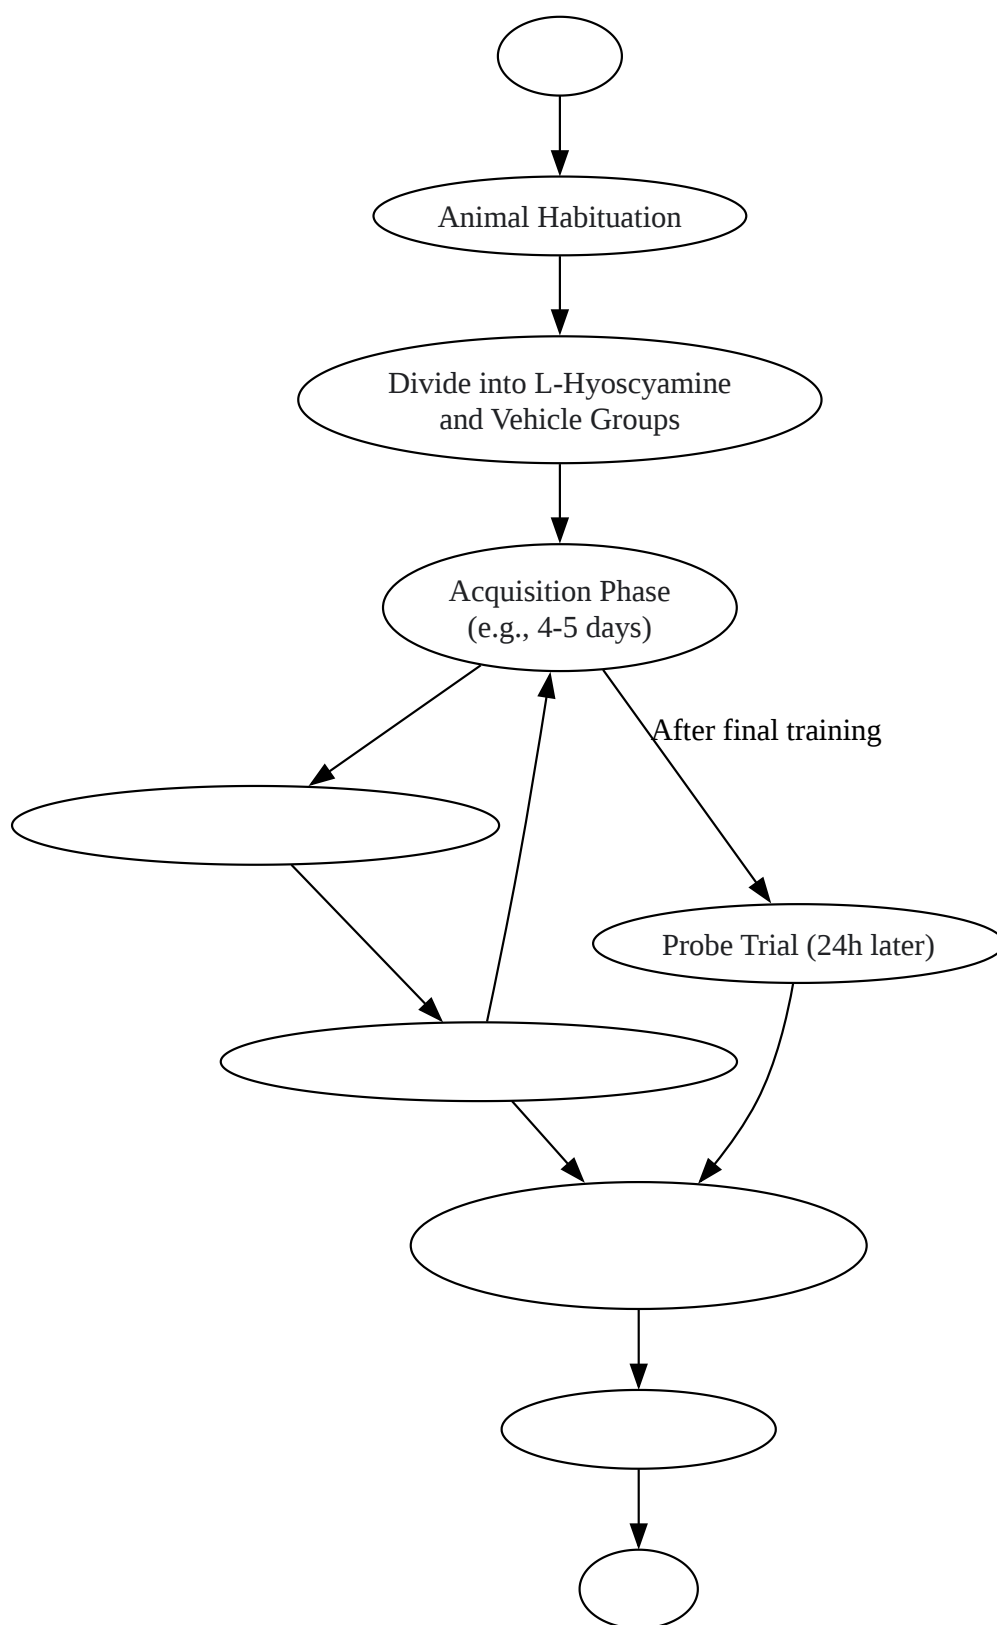 Animal Habituation
Divide into L-Hyoscyamine
and Vehicle Groups
Acquisition Phase
(e.g., 4-5 days)
After final training
Probe Trial (24h later)